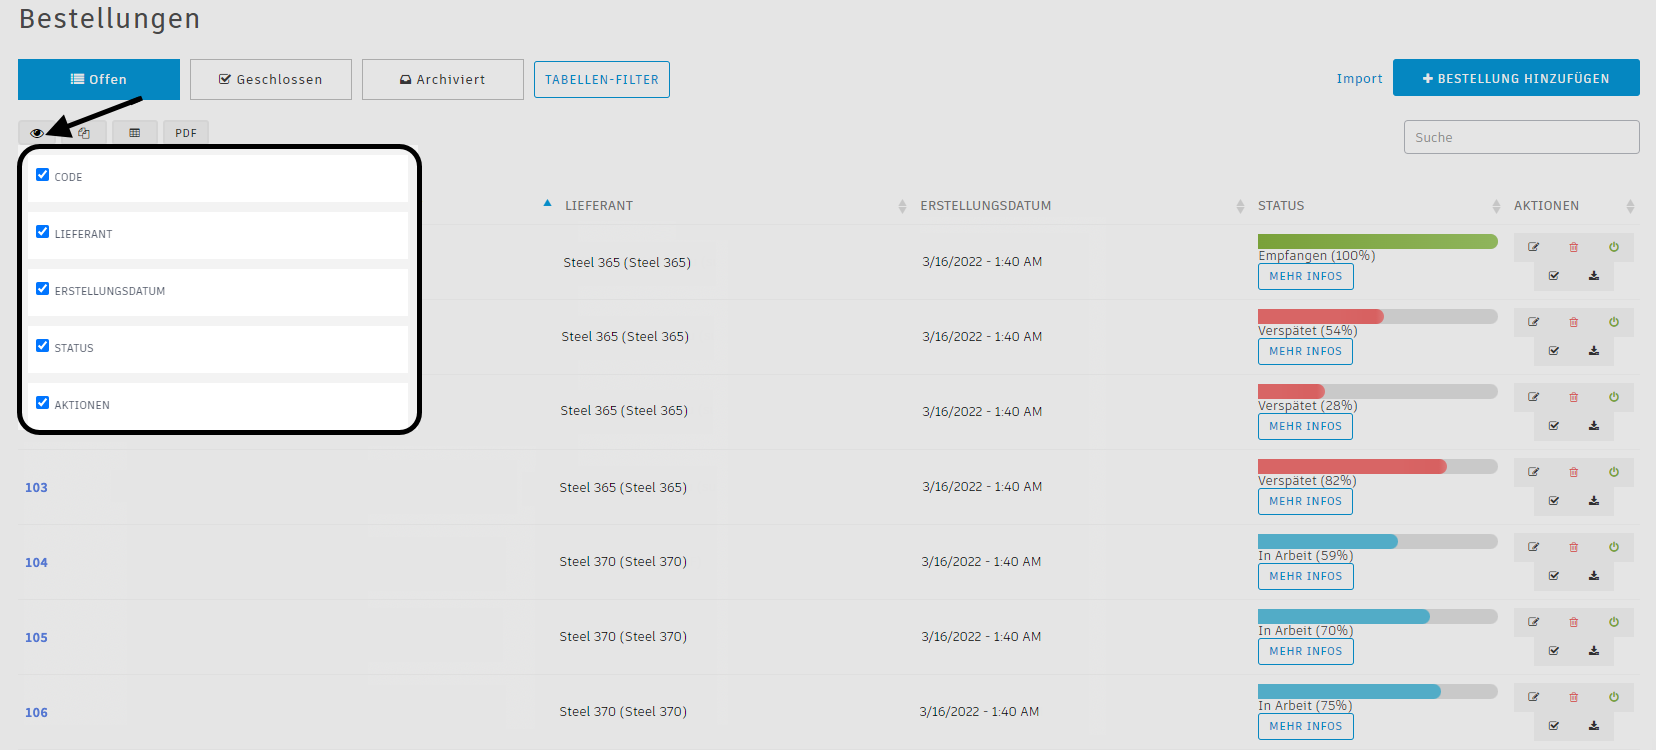 Bestellungen
Offen Geschlossen Archiviert TABELLEN-FILTER Import BESTELLUNG HINZUFÜGEN
PDF Suche
CODE
LIEFERANT
ERSTELLUNGSDATUM
STATUS
AKTIONEN
LIEFERANT ERSTELLUNGSDATUM STATUS AKTIONEN
Steel 365 (Steel 365) 3/16/2022 - 1:40 AM Empfangen (100%)
MEHR INFOS
Steel 365 (Steel 365) 3/16/2022 - 1:40 AM Verspätet (54%)
MEHR INFOS
Steel 365 (Steel 365) 3/16/2022 - 1:40 AM Verspätet (28%)
MEHR INFOS
103 Steel 365 (Steel 365) 3/16/2022 - 1:40 AM Verspätet (82%)
MEHR INFOS
104 Steel 370 (Steel 370) 3/16/2022 - 1:40 AM In Arbeit (59%)
MEHR INFOS
105 Steel 370 (Steel 370) 3/16/2022 - 1:40 AM In Arbeit (70%)
MEHR INFOS
106 Steel 370 (Steel 370) 3/16/2022 - 1:40 AM In Arbeit (75%)
MEHR INFOS